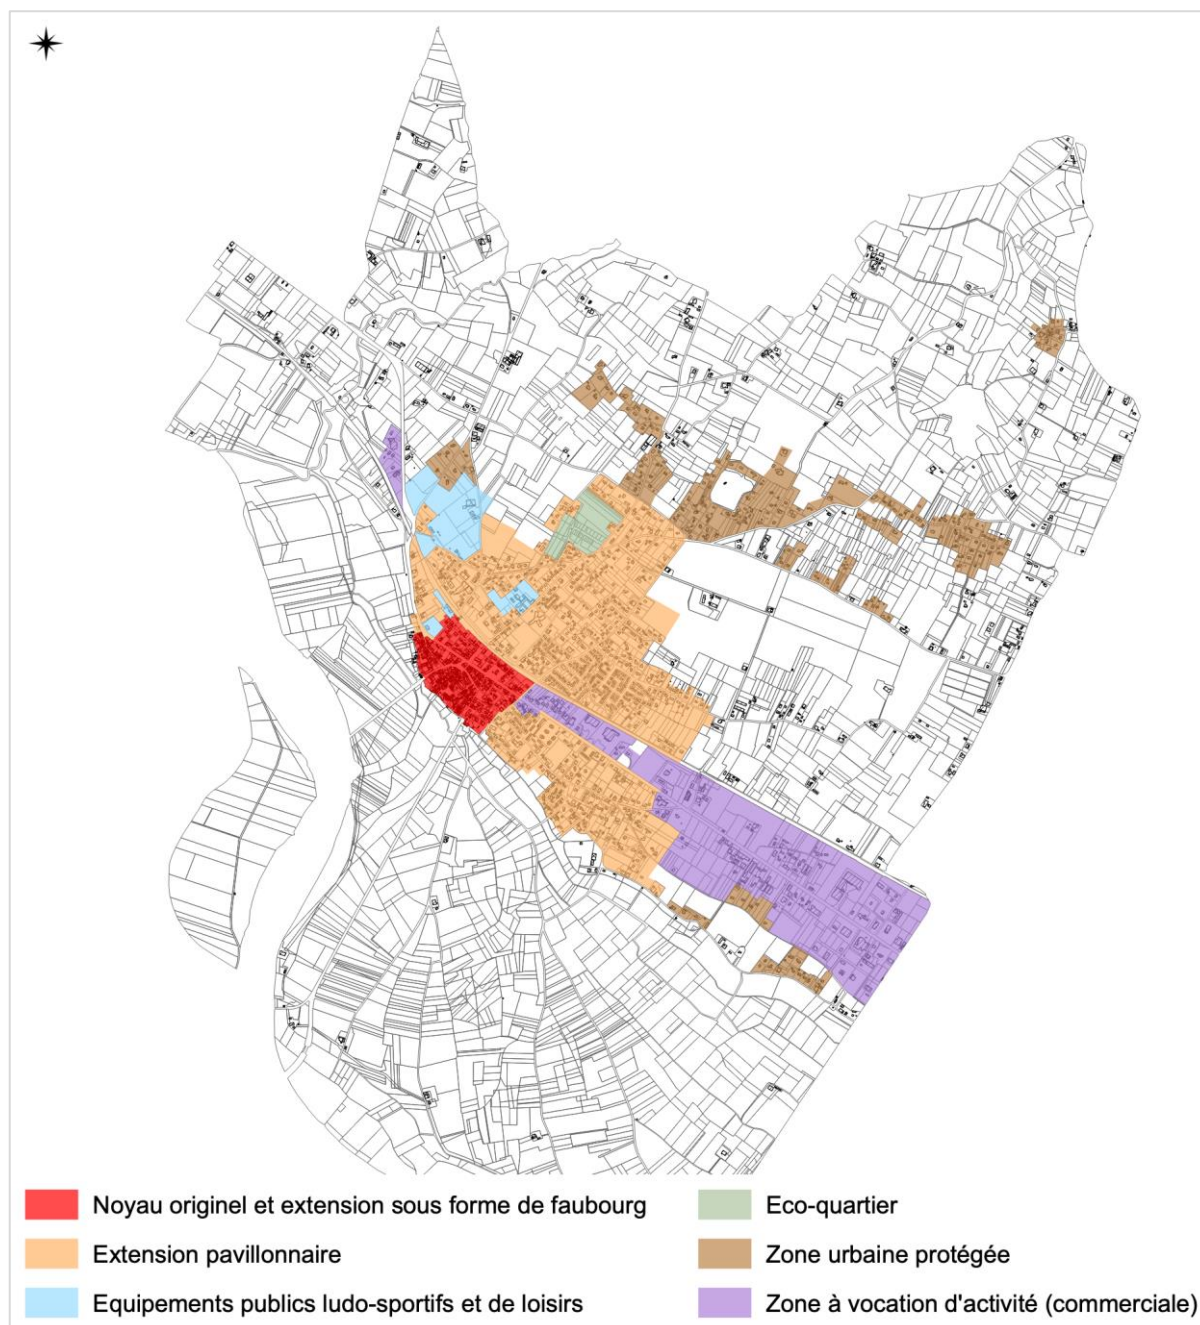 Noyau originel et extension sous forme de faubourg
Extension pavillonnaire
Equipements publics ludo-sportifs et de loisirs
Eco-quartier
Zone urbaine protégée
Zone à vocation d'activité (commerciale)